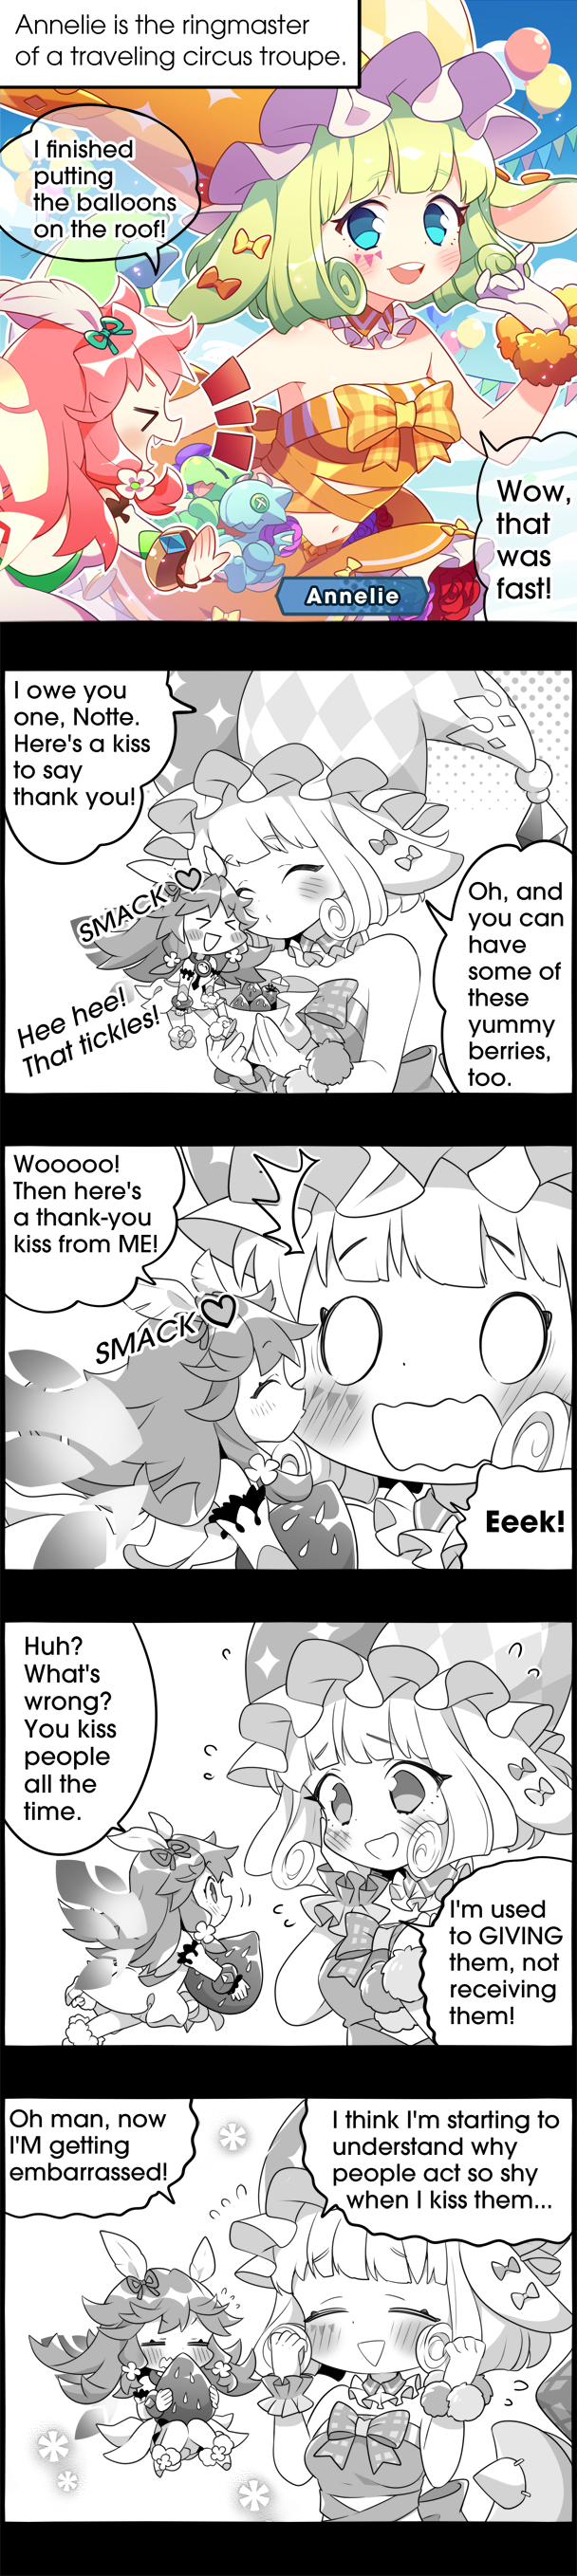 Annelie is the ringmaster
of a traveling circus troupe.
I finished
putting
the balloons
on the roof!
Wow,
that
was
fast!
Annelie
I owe you
one, Notte.
Here's a kiss
to say
thank you!
SMACK
Hee hee!
That tickles!
Oh, and
you can
have
some of
these
yummy
berries,
too.
Wooooo!
Then here's
a thank-you
kiss from ME!
SMACK
Eeek!
Huh?
What's
wrong?
You kiss
people
all the
time.
I'm used
to GIVING
them, not
receiving
them!
Oh man, now
I'M getting
embarrassed!
I think I'm starting to
understand why
people act so shy
when I kiss them...